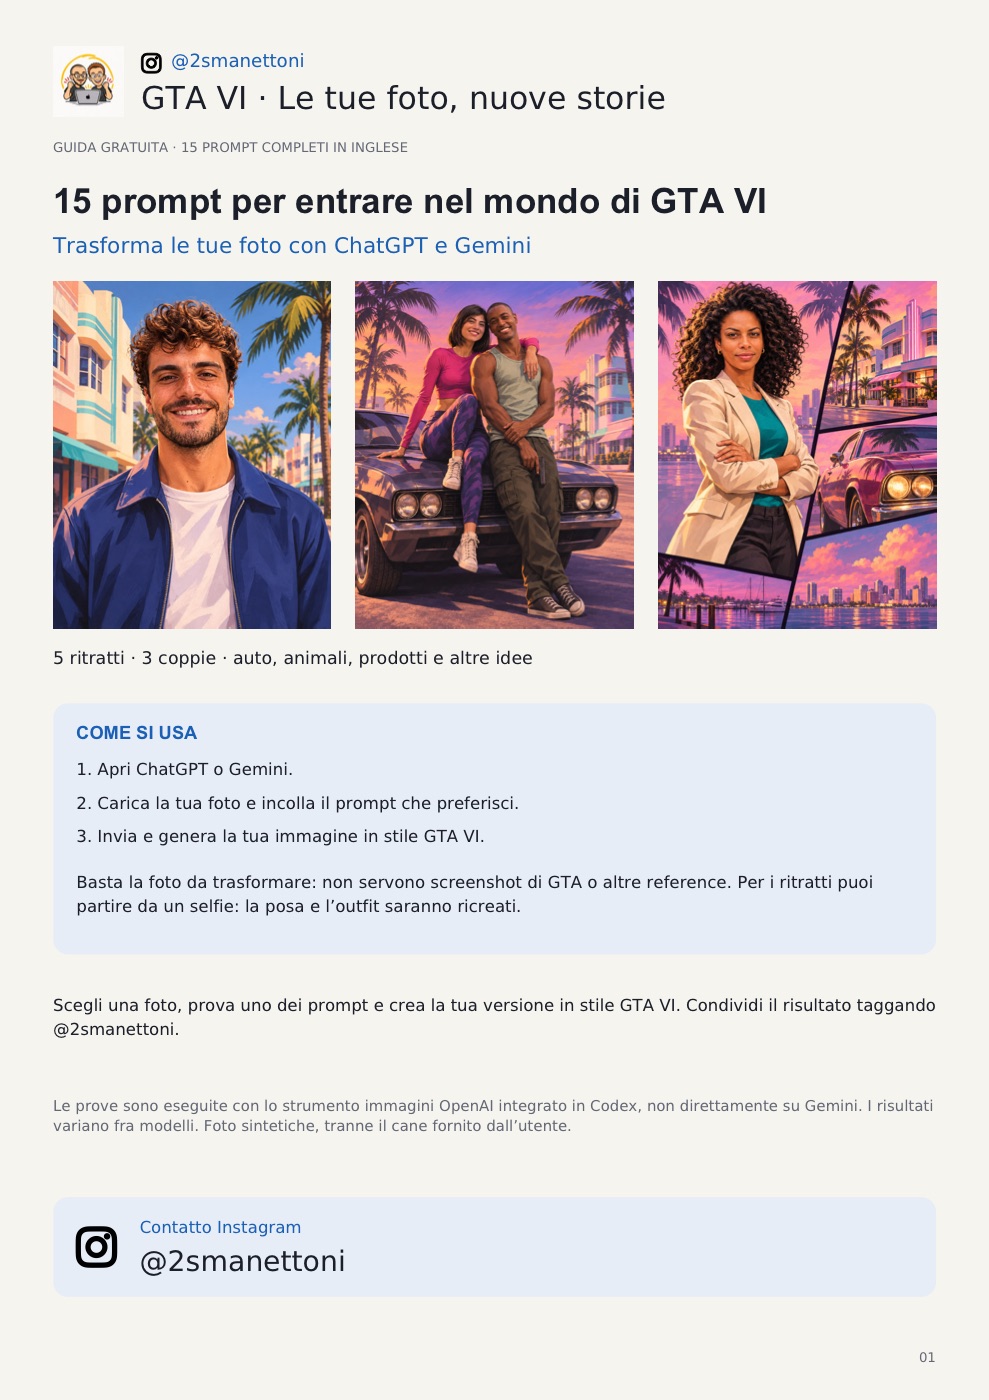 @2smanettoni
GTA VI · Le tue foto, nuove storie
GUIDA GRATUITA · 15 PROMPT COMPLETI IN INGLESE
15 prompt per entrare nel mondo di GTA VI
Trasforma le tue foto con ChatGPT e Gemini
5 ritratti · 3 coppie · auto, animali, prodotti e altre idee
COME SI USA
1. Apri ChatGPT o Gemini.
2. Carica la tua foto e incolla il prompt che preferisci.
3. Invia e genera la tua immagine in stile GTA VI.
Basta la foto da trasformare: non servono screenshot di GTA o altre reference. Per i ritratti puoi
partire da un selfie: la posa e l’outfit saranno ricreati.
Scegli una foto, prova uno dei prompt e crea la tua versione in stile GTA VI. Condividi il risultato taggando
@2smanettoni.
Le prove sono eseguite con lo strumento immagini OpenAI integrato in Codex, non direttamente su Gemini. I risultati
variano fra modelli. Foto sintetiche, tranne il cane fornito dall’utente.
Contatto Instagram
@2smanettoni
01